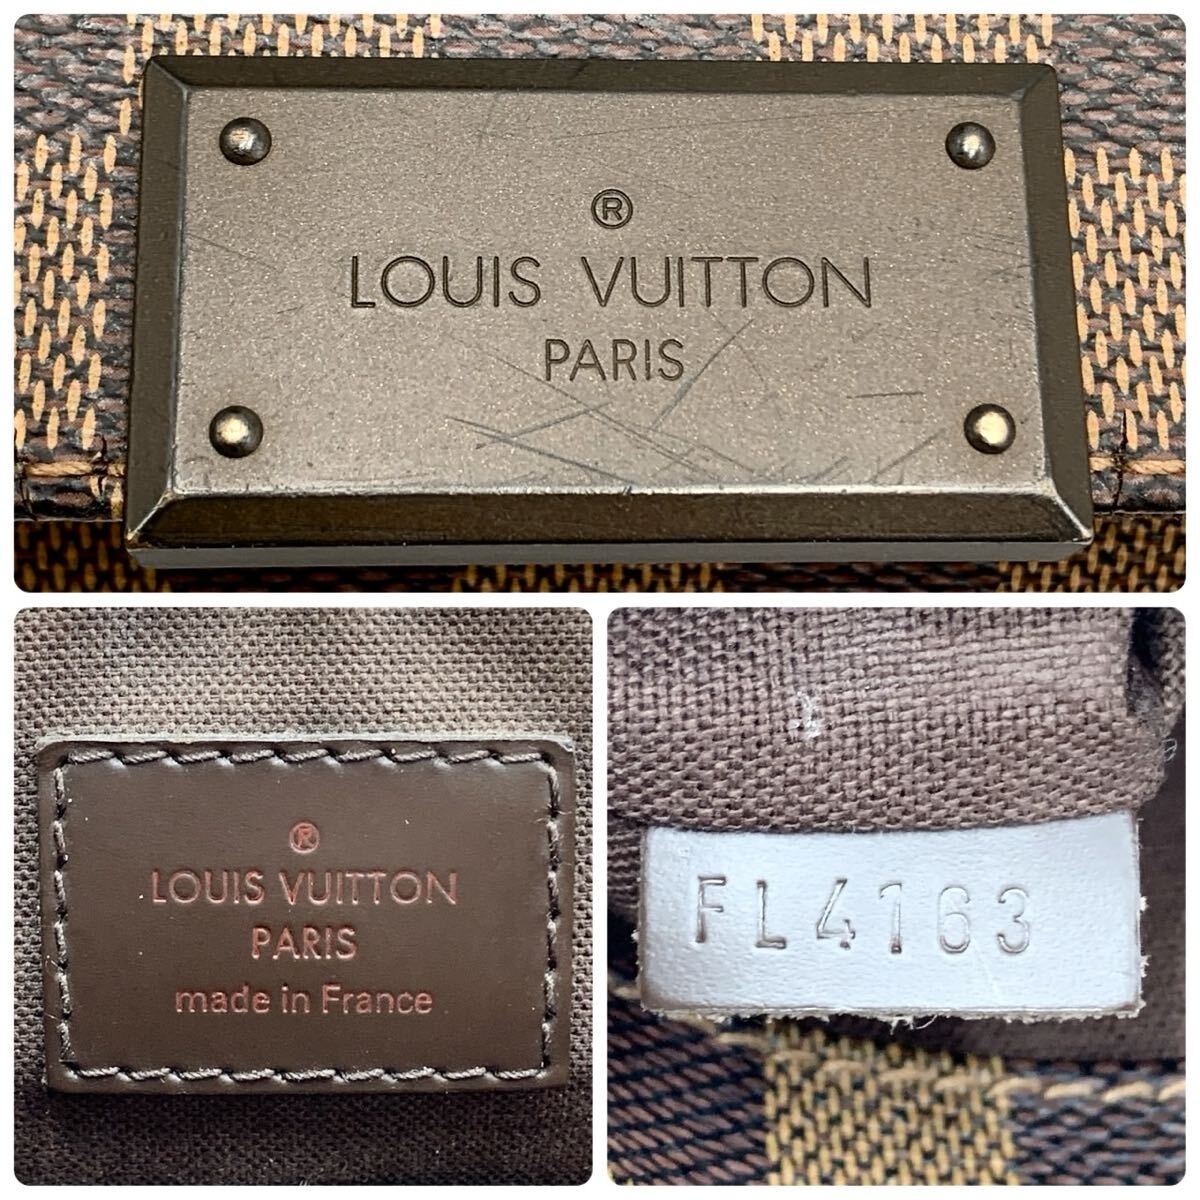 ®
LOUIS VUITTON
PARIS
®
LOUIS VUITTON
PARIS
made in France
FL4163